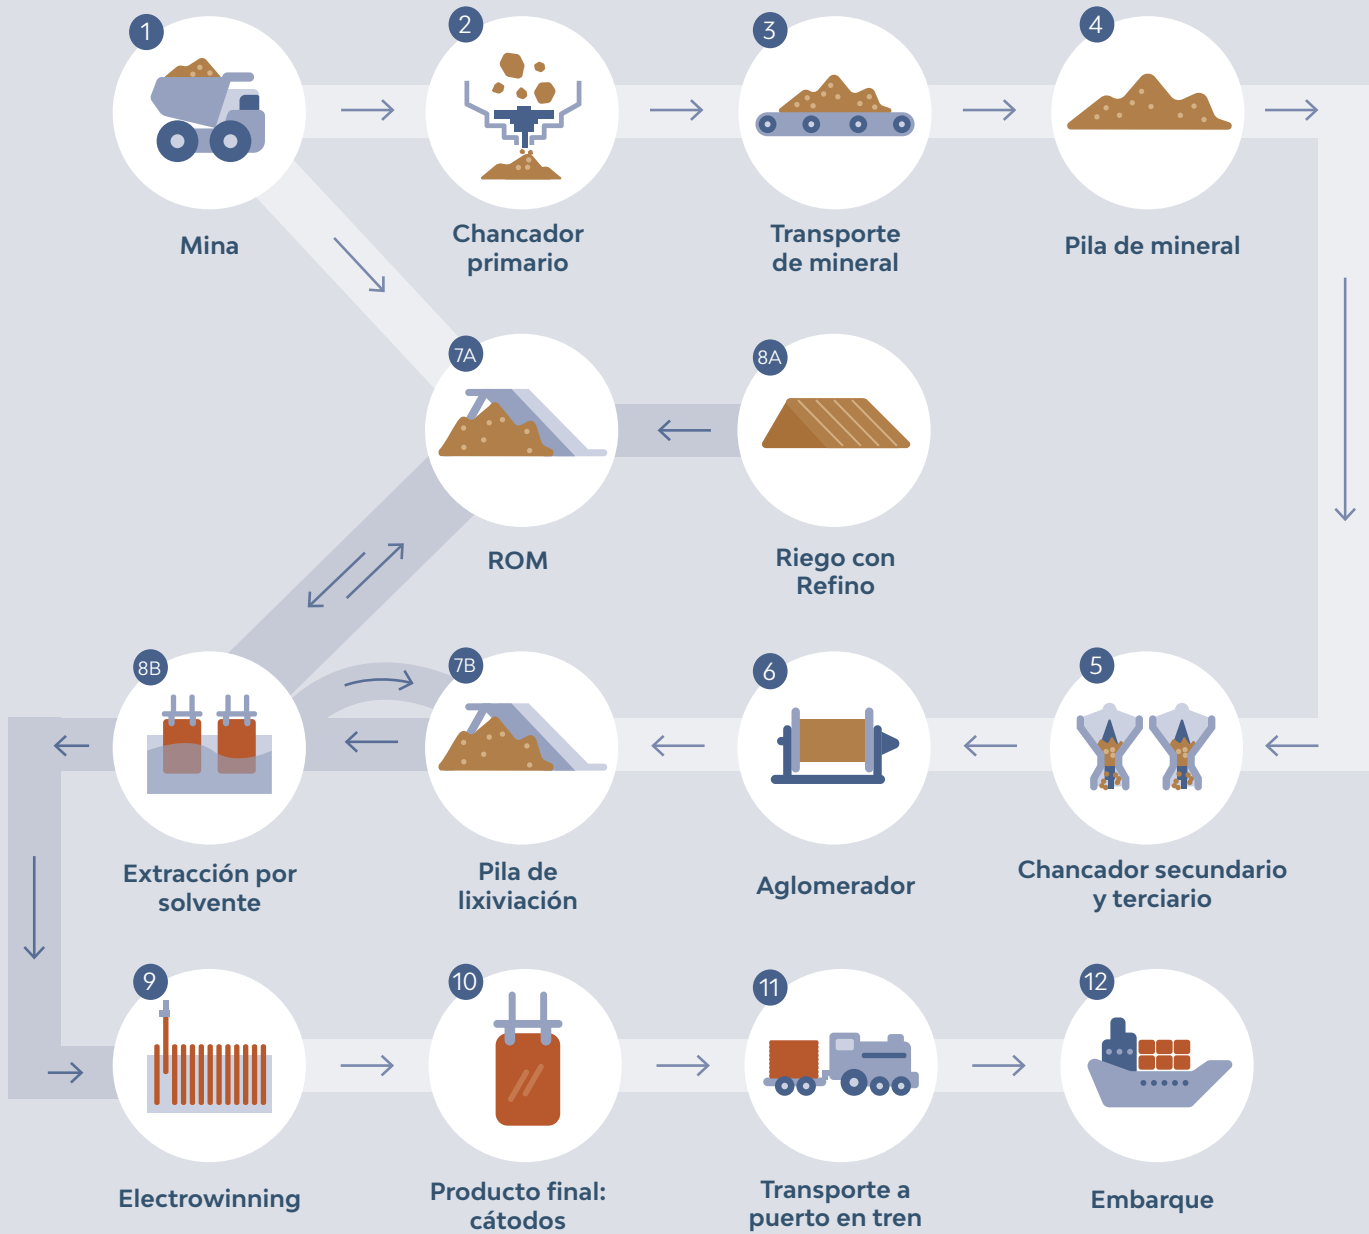 1
Mina
2
Chancador
primario
3
Transporte
de mineral
4
Pila de mineral
7A
ROM
8A
Riego con
Refino
8B
Extracción por
solvente
7B
Pila de
lixiviación
6
Aglomerador
5
Chancador secundario
y terciario
9
Electrowinning
10
Producto final:
cátodos
11
Transporte a
puerto en tren
12
Embarque